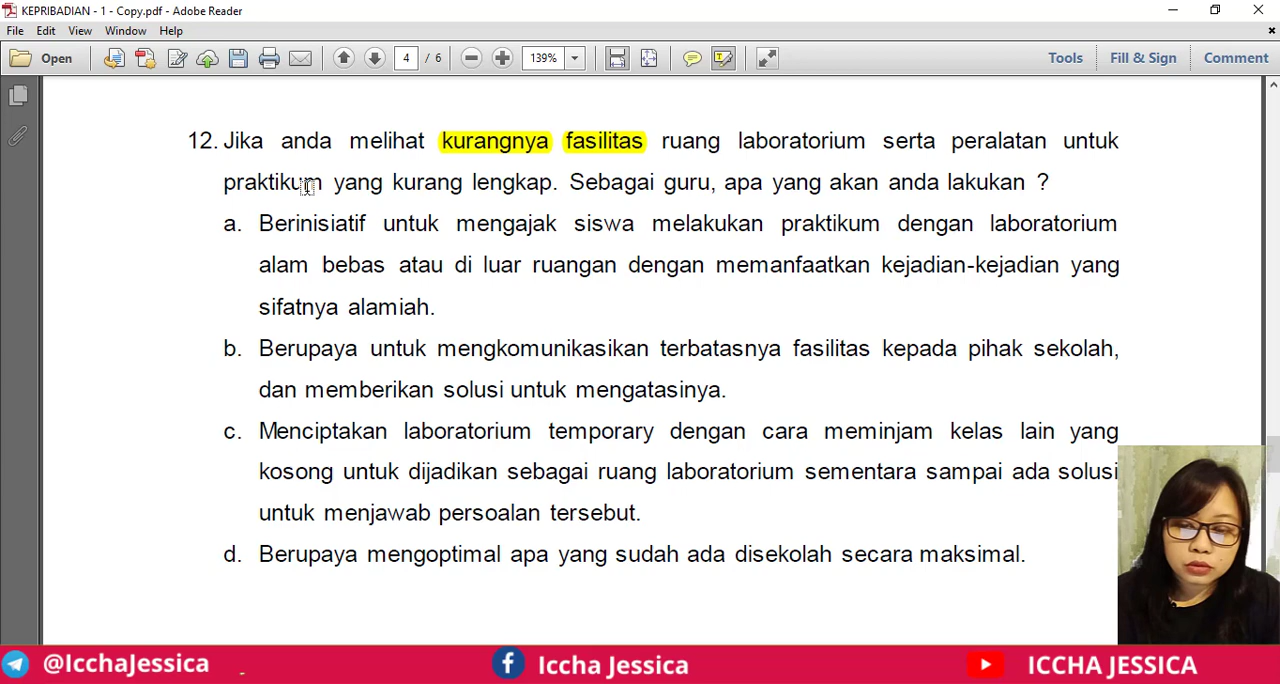 KEPRIBADIAN - 1 - Copy.pdf - Adobe Reader
File Edit View Window Help
Open 4 / 6 139% Tools Fill & Sign Comment
12. Jika anda melihat kurangnya fasilitas ruang laboratorium serta peralatan untuk
praktikum yang kurang lengkap. Sebagai guru, apa yang akan anda lakukan ?
a. Berinisiatif untuk mengajak siswa melakukan praktikum dengan laboratorium
alam bebas atau di luar ruangan dengan memanfaatkan kejadian-kejadian yang
sifatnya alamiah.
b. Berupaya untuk mengkomunikasikan terbatasnya fasilitas kepada pihak sekolah,
dan memberikan solusi untuk mengatasinya.
c. Menciptakan laboratorium temporary dengan cara meminjam kelas lain yang
kosong untuk dijadikan sebagai ruang laboratorium sementara sampai ada solusi
untuk menjawab persoalan tersebut.
d. Berupaya mengoptimal apa yang sudah ada disekolah secara maksimal.
@IcchaJessica Iccha Jessica ICCHA JESSICA